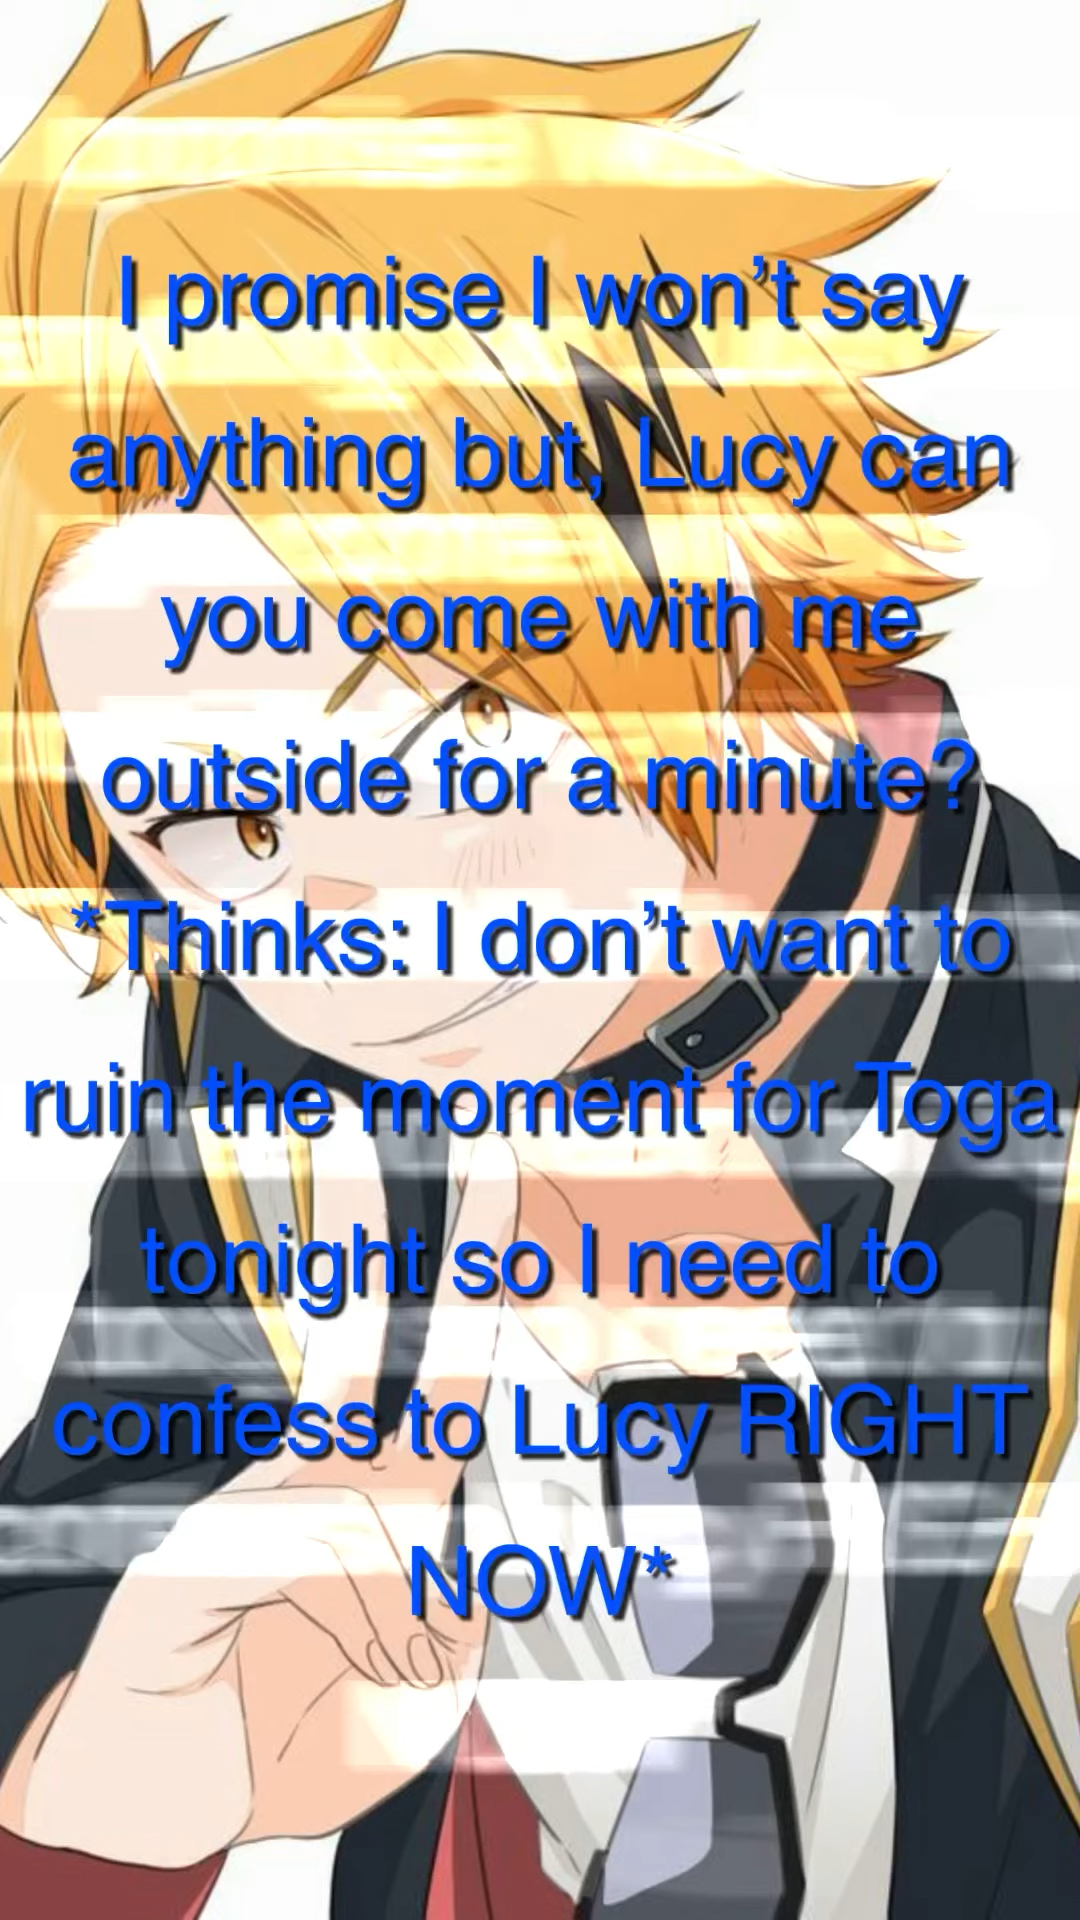 I promise I won’t say
anything but, Lucy can
you come with me
outside for a minute?
*Thinks: I don’t want to
ruin the moment for Toga
tonight so I need to
confess to Lucy RIGHT
NOW*